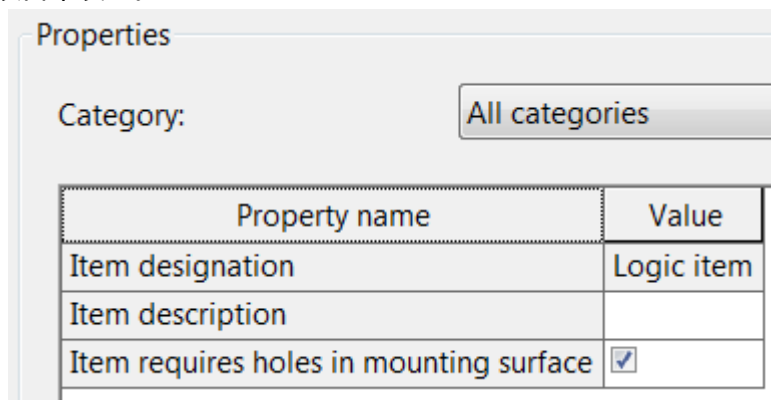 Properties
Category:
All categories
Property name
Value
Item designation
Logic item
Item description
Item requires holes in mounting surface